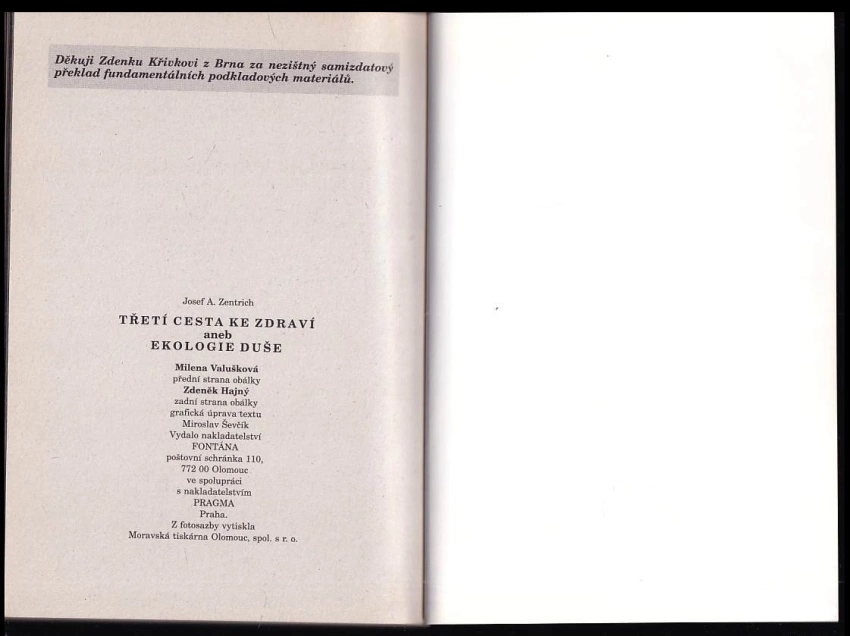 Děkuji Zdenku Křivkovi z Brna za nezištný samizdatový
překlad fundamentálních podkladových materiálů.
Josef A. Zentrich
TŘETÍ CESTA KE ZDRAVÍ
aneb
EKOLOGIE DUŠE
Milena Valušková
přední strana obálky
Zdeněk Hajný
zadní strana obálky
grafická úprava textu
Miroslav Ševčík
Vydalo nakladatelství
FONTÁNA
poštovní schránka 110,
772 00 Olomouc
ve spolupráci
s nakladatelstvím
PRAGMA
Praha.
Z fotosazby vytiskla
Moravská tiskárna Olomouc, spol. s r. o.